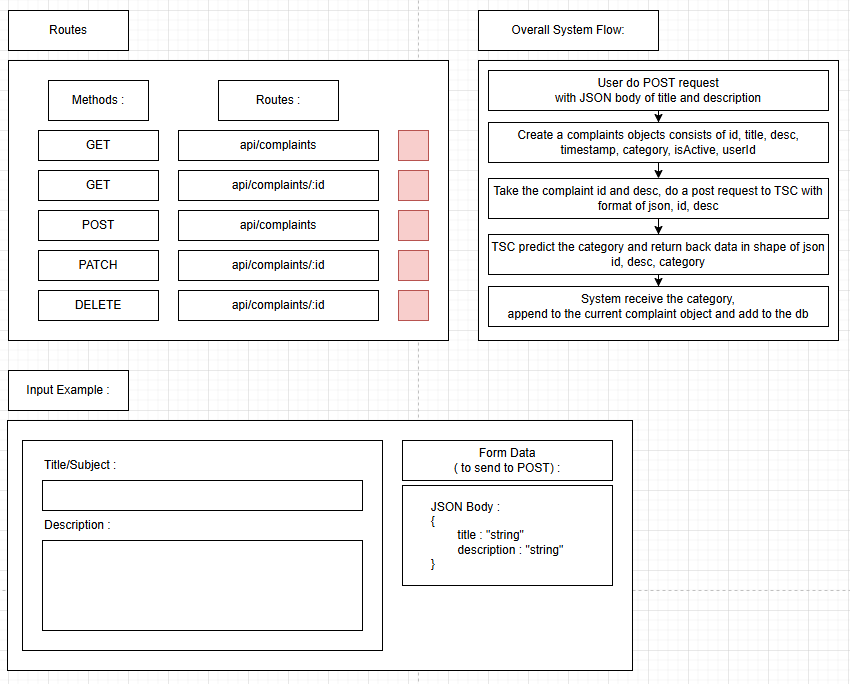 Routes
Methods :
Routes :
GET
api/complaints
GET
api/complaints/:id
POST
api/complaints
PATCH
api/complaints/:id
DELETE
api/complaints/:id
Overall System Flow:
User do POST request
with JSON body of title and description
Create a complaints objects consists of id, title, desc,
timestamp, category, isActive, userId
Take the complaint id and desc, do a post request to TSC with
format of json, id, desc
TSC predict the category and return back data in shape of json
id, desc, category
System receive the category,
append to the current complaint object and add to the db
Input Example :
Title/Subject :
Description :
Form Data
( to send to POST) :
JSON Body :
{
title : "string"
description : "string"
}